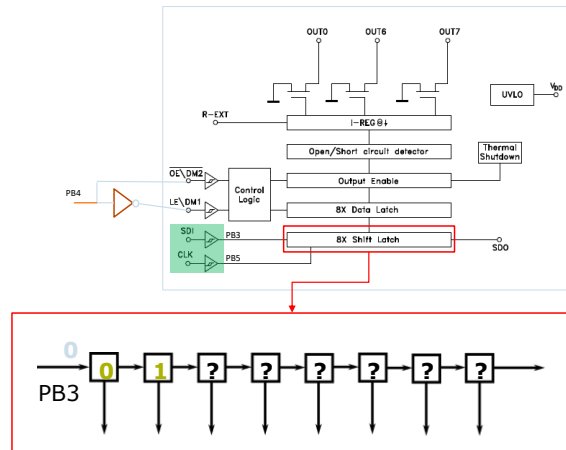 OUT0 OUT6 OUT7
UVLO VDD
R-EXT
I-REG
Open/Short circuit detector
Thermal
Shutdown
OE\DM2
PB4
Control
Logic
Output Enable
LE\DM1
8X Data Latch
SDI PB3
8X Shift Latch
SDO
CLK PB5
0
0 1 ? ? ? ? ? ?
PB3